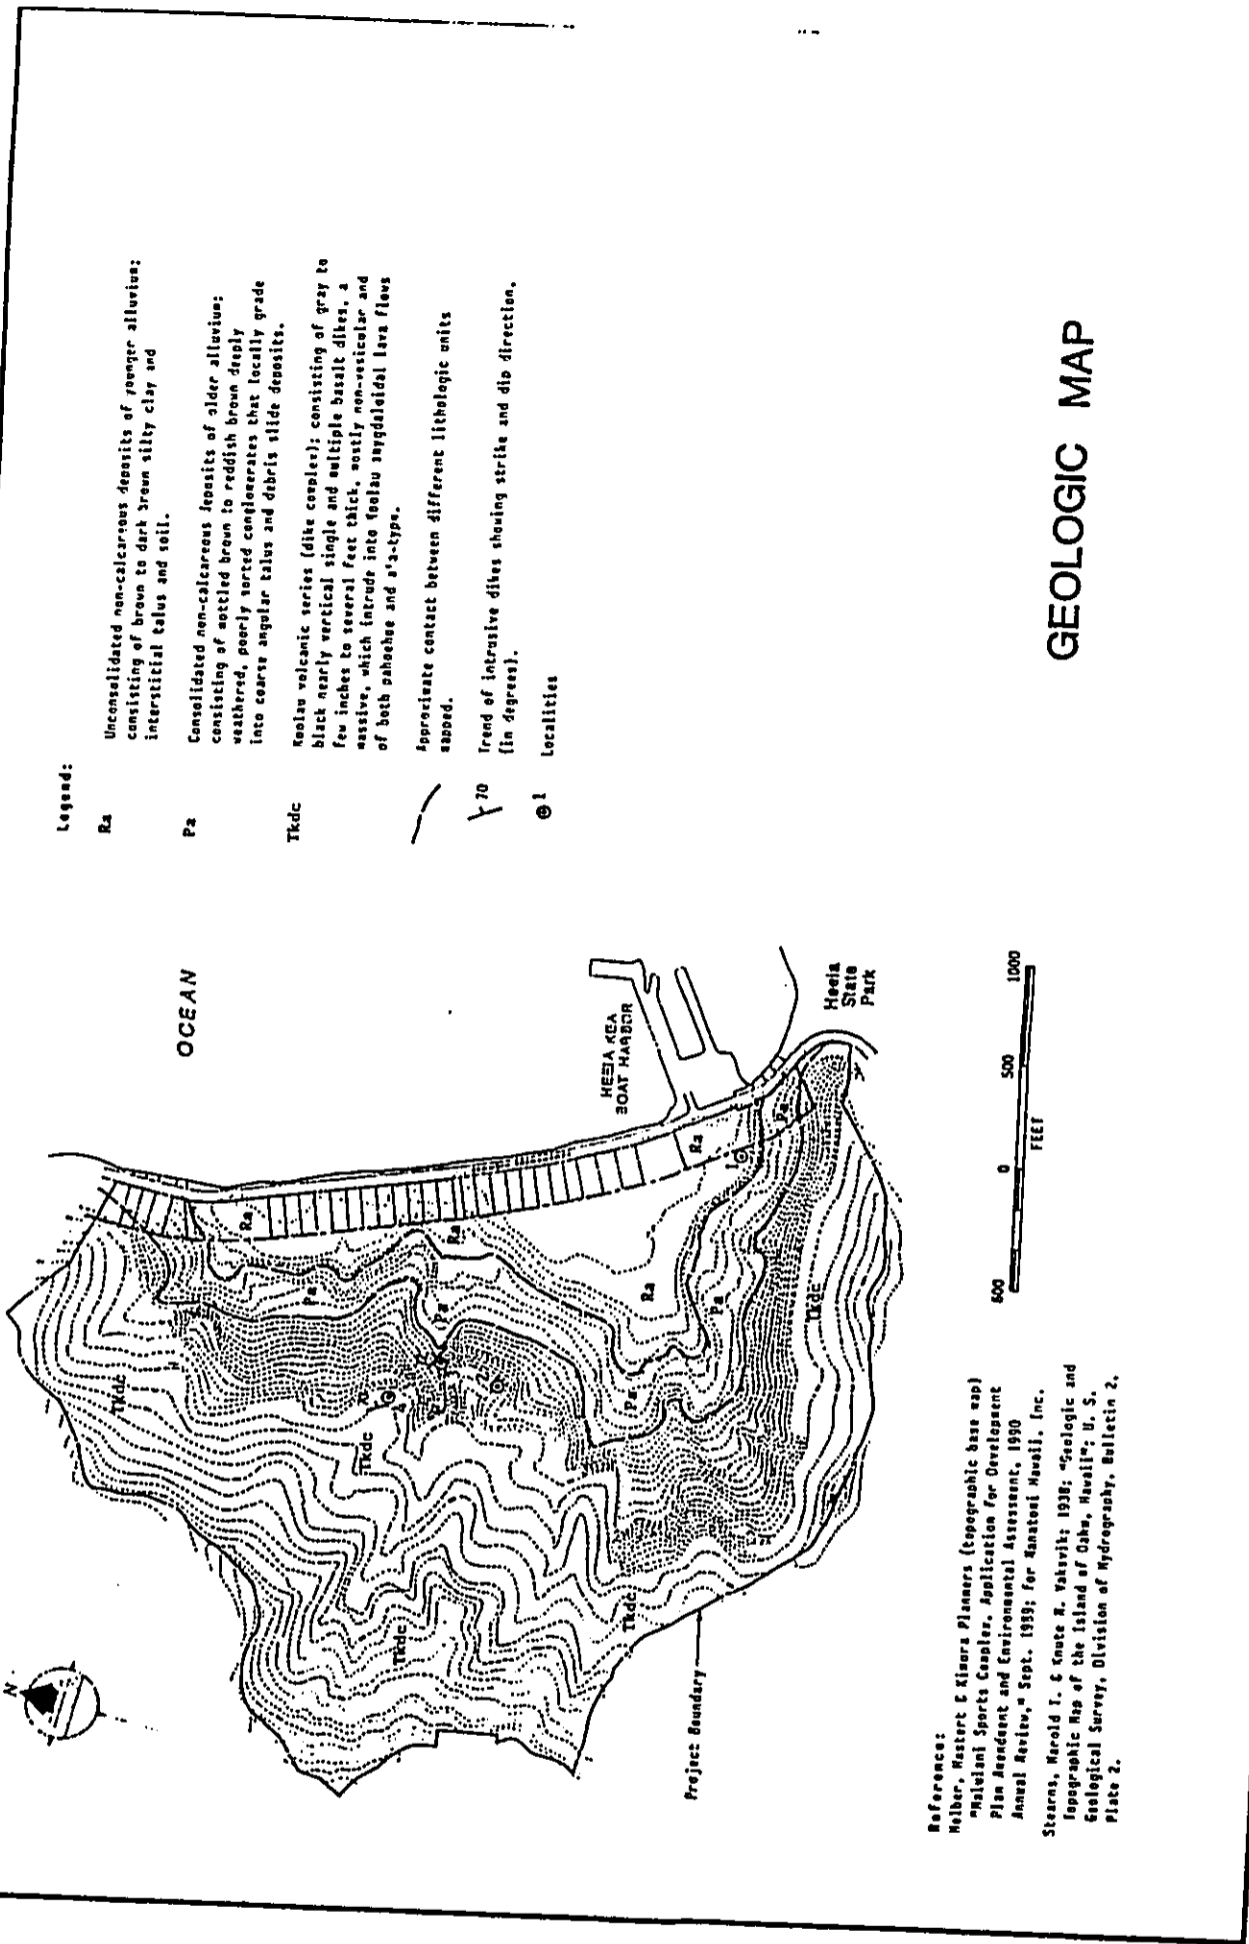 N
OCEAN
Tkdc
Tkdc
Tkdc
Tkdc
Tkdc
Pa
Pa
Pa
Pa
Pa
Ra
Ra
Ra
Ra
1
2
4
HEEIA KEA
BOAT HARBOR
Heeia
State
Park
Project Boundary
600 0 500 1000
FEET
Legend:
Ra Unconsolidated non-calcareous deposits of younger alluvium;
consisting of brown to dark brown silty clay and
interstitial talus and soil.
Pa Consolidated non-calcareous deposits of older alluvium;
consisting of mottled brown to reddish brown deeply
weathered, poorly sorted conglomerates that locally grade
into coarse angular talus and debris slide deposits.
Tkdc Koolau volcanic series (dike complex); consisting of gray to
black nearly vertical single and multiple basalt dikes, a
few inches to several feet thick, mostly non-vesicular and
massive, which intrude into Koolau amygdaloidal lava flows
of both pahoehoe and a'a-type.
Approximate contact between different lithologic units
mapped.
70 Trend of intrusive dikes showing strike and dip direction.
(in degrees).
1 Localities
Reference:
Helber, Hastert & Kimura Planners (topographic base map)
"Malulani Sports Complex, Application for Development
Plan Amendment and Environmental Assessment, 1990
Annual Review," Sept. 1989; For Nanatomi Hawaii, Inc.
Stearns, Harold T. & Knute N. Vaksvik; 1938; "Geologic and
Topographic Map of the Island of Oahu, Hawaii"; U. S.
Geological Survey, Division of Hydrography, Bulletin 2,
Plate 2.
GEOLOGIC MAP